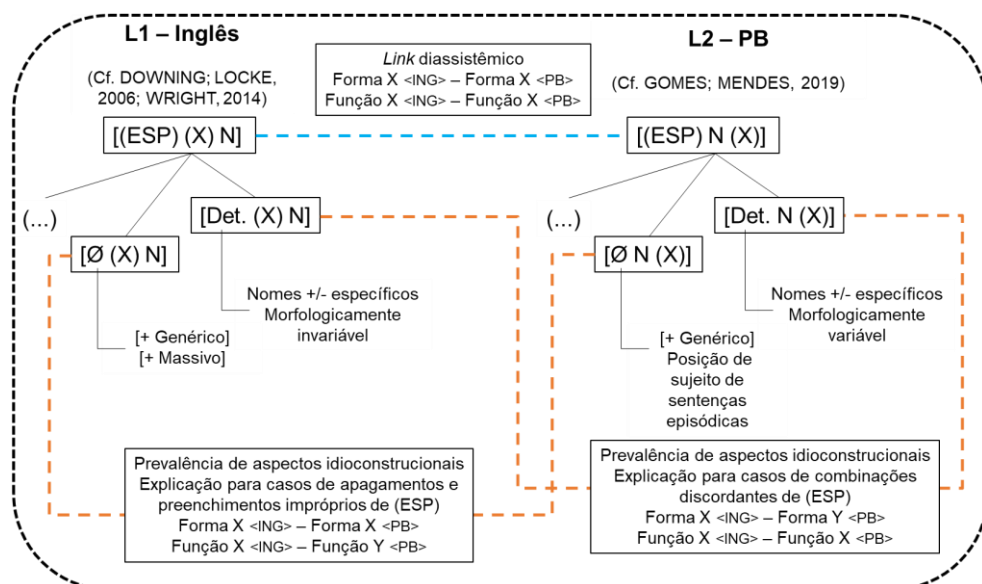 L1 – Inglês
(Cf. DOWNING; LOCKE,
2006; WRIGHT, 2014)
Link diassistêmico
Forma X <ING> – Forma X <PB>
Função X <ING> – Função X <PB>
L2 – PB
(Cf. GOMES; MENDES, 2019)
[(ESP) (X) N]
[(ESP) N (X)]
(...)
[Det. (X) N]
[Ø (X) N]
(...)
[Det. N (X)]
[Ø N (X)]
Nomes +/- específicos
Morfologicamente
invariável
[+ Genérico]
[+ Massivo]
Nomes +/- específicos
Morfologicamente
variável
[+ Genérico]
Posição de
sujeito de
sentenças
episódicas
Prevalência de aspectos idioconstrucionais
Explicação para casos de apagamentos e
preenchimentos impróprios de (ESP)
Forma X <ING> – Forma X <PB>
Função X <ING> – Função Y <PB>
Prevalência de aspectos idioconstrucionais
Explicação para casos de combinações
discordantes de (ESP)
Forma X <ING> – Forma Y <PB>
Função X <ING> – Função X <PB>